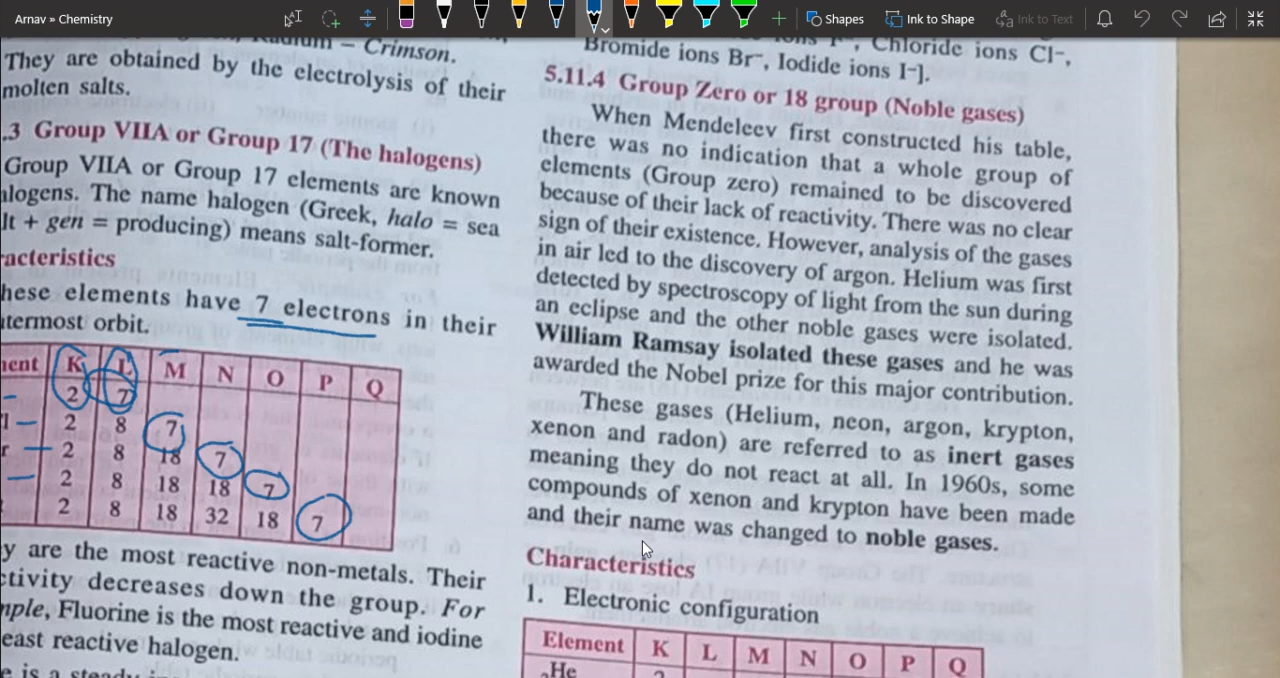 Arnav » Chemistry
Shapes
Ink to Shape
Ink to Text
– Crimson.
They are obtained by the electrolysis of their
molten salts.
.3 Group VIIA or Group 17 (The halogens)
Group VIIA or Group 17 elements are known
alogens. The name halogen (Greek, halo = sea
lt + gen = producing) means salt-former.
racteristics
hese elements have 7 electrons in their
utermost orbit.
ent K L M N O P Q
2 7
2 8 7
2 8 18 7
2 8 18 18 7
2 8 18 32 18 7
y are the most reactive non-metals. Their
ctivity decreases down the group. For
mple, Fluorine is the most reactive and iodine
east reactive halogen.
e is a steady
Chloride ions Cl–,
Bromide ions Br–, Iodide ions I–].
5.11.4 Group Zero or 18 group (Noble gases)
When Mendeleev first constructed his table,
there was no indication that a whole group of
elements (Group zero) remained to be discovered
because of their lack of reactivity. There was no clear
sign of their existence. However, analysis of the gases
in air led to the discovery of argon. Helium was first
detected by spectroscopy of light from the sun during
an eclipse and the other noble gases were isolated.
William Ramsay isolated these gases and he was
awarded the Nobel prize for this major contribution.
These gases (Helium, neon, argon, krypton,
xenon and radon) are referred to as inert gases
meaning they do not react at all. In 1960s, some
compounds of xenon and krypton have been made
and their name was changed to noble gases.
Characteristics
1. Electronic configuration
Element K L M N O P Q
₂He